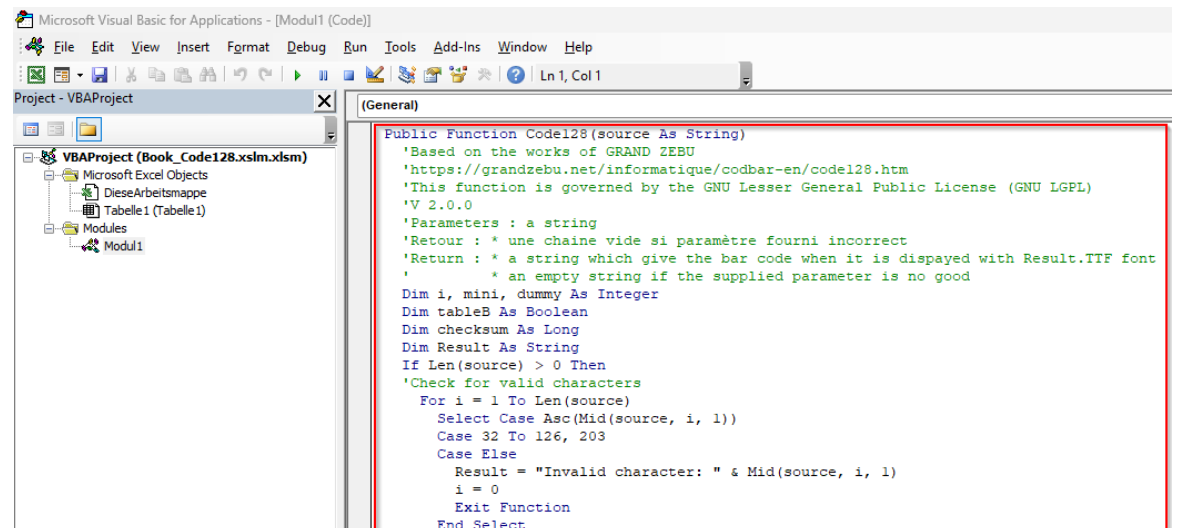 Microsoft Visual Basic for Applications - [Modul1 (Code)]
File Edit View Insert Format Debug Run Tools Add-Ins Window Help
Ln 1, Col 1
Project - VBAProject
(General)
VBAProject (Book_Code128.xslm.xlsm)
Microsoft Excel Objects
DieseArbeitsmappe
Tabelle1 (Tabelle1)
Modules
Modul1
Public Function Code128(source As String)
'Based on the works of GRAND ZEBU
'https://grandzebu.net/informatique/codbar-en/code128.htm
'This function is governed by the GNU Lesser General Public License (GNU LGPL)
'V 2.0.0
'Parameters : a string
'Retour : * une chaine vide si paramètre fourni incorrect
'Return : * a string which give the bar code when it is dispayed with Result.TTF font
'         * an empty string if the supplied parameter is no good
Dim i, mini, dummy As Integer
Dim tableB As Boolean
Dim checksum As Long
Dim Result As String
If Len(source) > 0 Then
'Check for valid characters
For i = 1 To Len(source)
Select Case Asc(Mid(source, i, 1))
Case 32 To 126, 203
Case Else
Result = "Invalid character: " & Mid(source, i, 1)
i = 0
Exit Function
End Select